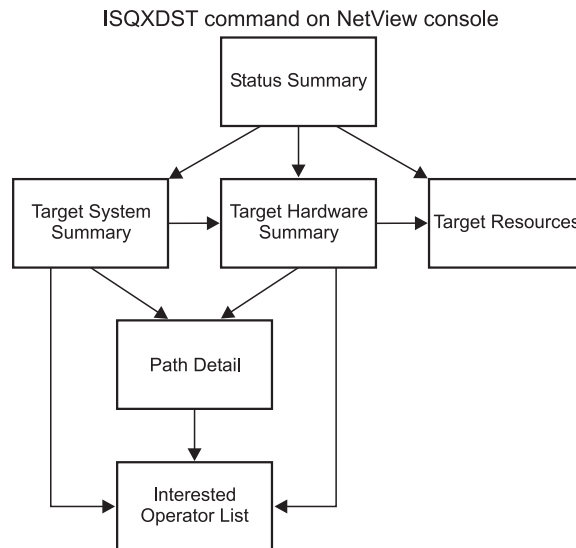 ISQXDST command on NetView console
Status Summary
Target System
Summary
Target Hardware
Summary
Target Resources
Path Detail
Interested
Operator List